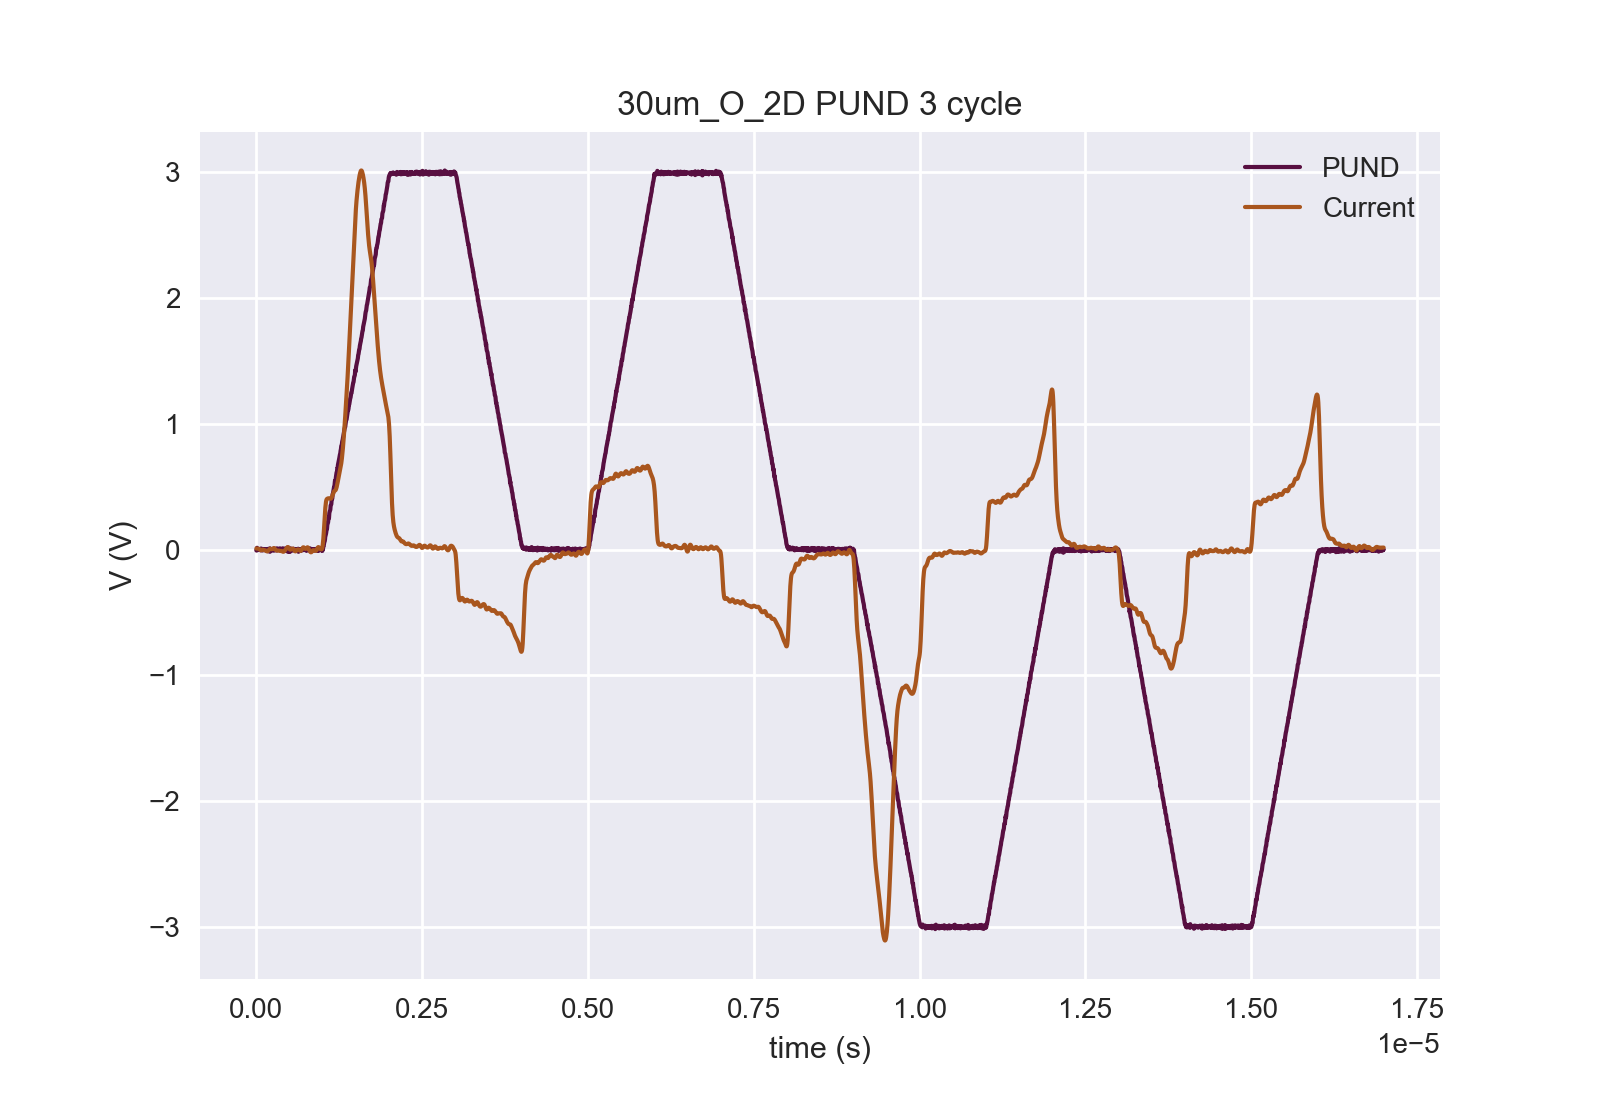 30um_O_2D PUND 3 cycle
PUND
Current
3
2
1
0
−1
−2
−3
V (V)
0.00 0.25 0.50 0.75 1.00 1.25 1.50 1.75
1e−5
time (s)